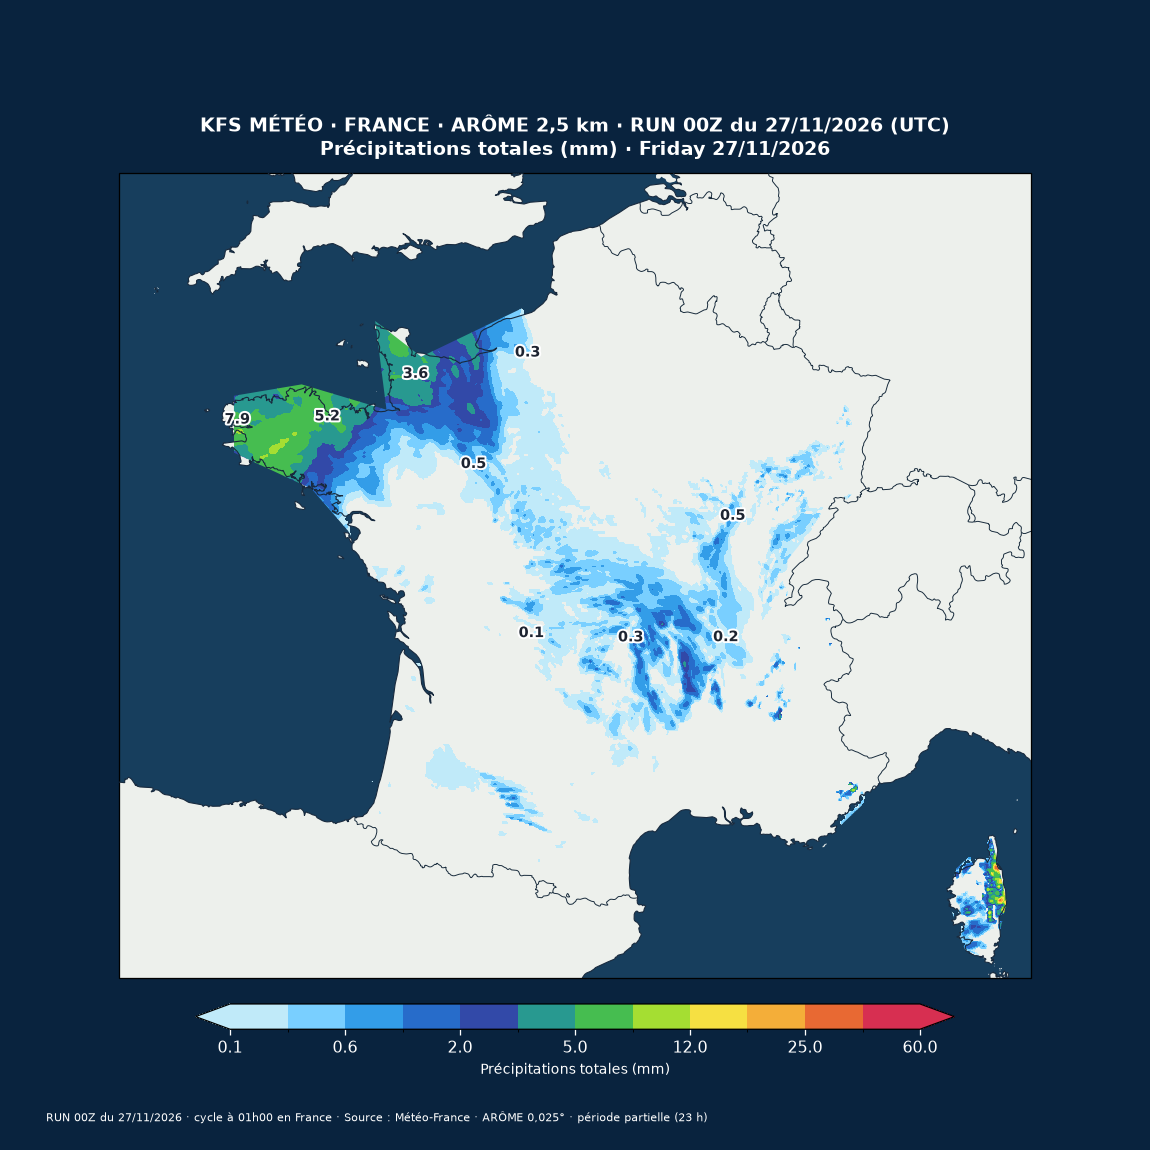 KFS MÉTÉO · FRANCE · ARÔME 2,5 km · RUN 00Z du 27/11/2026 (UTC)
Précipitations totales (mm) · Friday 27/11/2026
0.3
3.6
7.9
5.2
0.5
0.5
0.1
0.3
0.2
0.1 0.6 2.0 5.0 12.0 25.0 60.0
Précipitations totales (mm)
RUN 00Z du 27/11/2026 · cycle à 01h00 en France · Source : Météo-France · ARÔME 0,025° · période partielle (23 h)